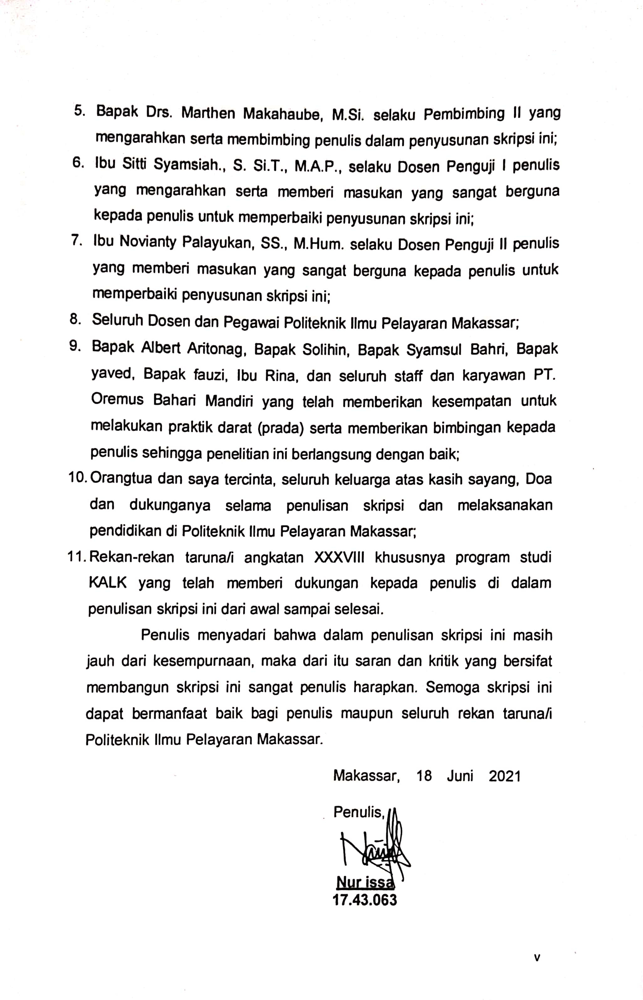 5. Bapak Drs. Marthen Makahaube, M.Si. selaku Pembimbing II yang
mengarahkan serta membimbing penulis dalam penyusunan skripsi ini;
6. Ibu Sitti Syamsiah., S. Si.T., M.A.P., selaku Dosen Penguji I penulis
yang mengarahkan serta memberi masukan yang sangat berguna
kepada penulis untuk memperbaiki penyusunan skripsi ini;
7. Ibu Novianty Palayukan, SS., M.Hum. selaku Dosen Penguji II penulis
yang memberi masukan yang sangat berguna kepada penulis untuk
memperbaiki penyusunan skripsi ini;
8. Seluruh Dosen dan Pegawai Politeknik Ilmu Pelayaran Makassar;
9. Bapak Albert Aritonag, Bapak Solihin, Bapak Syamsul Bahri, Bapak
yaved, Bapak fauzi, Ibu Rina, dan seluruh staff dan karyawan PT.
Oremus Bahari Mandiri yang telah memberikan kesempatan untuk
melakukan praktik darat (prada) serta memberikan bimbingan kepada
penulis sehingga penelitian ini berlangsung dengan baik;
10. Orangtua dan saya tercinta, seluruh keluarga atas kasih sayang, Doa
dan dukunganya selama penulisan skripsi dan melaksanakan
pendidikan di Politeknik Ilmu Pelayaran Makassar;
11. Rekan-rekan taruna/i angkatan XXXVIII khususnya program studi
KALK yang telah memberi dukungan kepada penulis di dalam
penulisan skripsi ini dari awal sampai selesai.
Penulis menyadari bahwa dalam penulisan skripsi ini masih
jauh dari kesempurnaan, maka dari itu saran dan kritik yang bersifat
membangun skripsi ini sangat penulis harapkan. Semoga skripsi ini
dapat bermanfaat baik bagi penulis maupun seluruh rekan taruna/i
Politeknik Ilmu Pelayaran Makassar.
Makassar, 18 Juni 2021
Penulis,
Nur issa
17.43.063
v